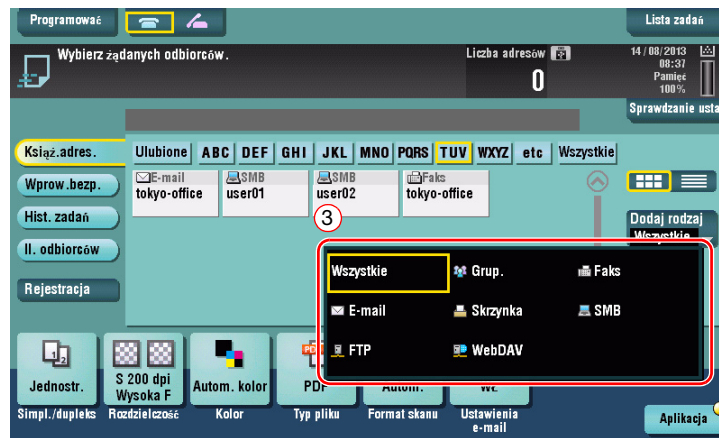 Programować
Lista zadań
Wybierz żądanych odbiorców.
Liczba adresów
0
14/08/2013
08:37
Pamięć
100%
Sprawdzanie usta
Książ.adres.
Ulubione ABC DEF GHI JKL MNO PQRS TUV WXYZ etc Wszystkie
E-mail
tokyo-office
SMB
user01
SMB
user02
Faks
tokyo-office
Wprow.bezp.
Hist. zadań
Il. odbiorców
Rejestracja
Dodaj rodzaj
Wszystkie
3
Wszystkie
Grup.
Faks
E-mail
Skrzynka
SMB
FTP
WebDAV
1
2
Jednostr.
S 200 dpi
Wysoka F
Autom. kolor
PDF
PDF
Autom.
WŁ
Simpl./dupleks
Rozdzielczość
Kolor
Typ pliku
Format skanu
Ustawienia
e-mail
Aplikacja